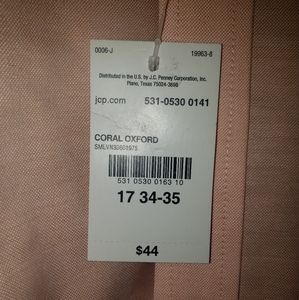 0006-J 19963-8
Distributed in the U.S. by J.C. Penney Corporation, Inc.
Plano, Texas 75024-3698
jcp.com 531-0530 0141
CORAL OXFORD
531 0530 0163 10
17 34-35
$44